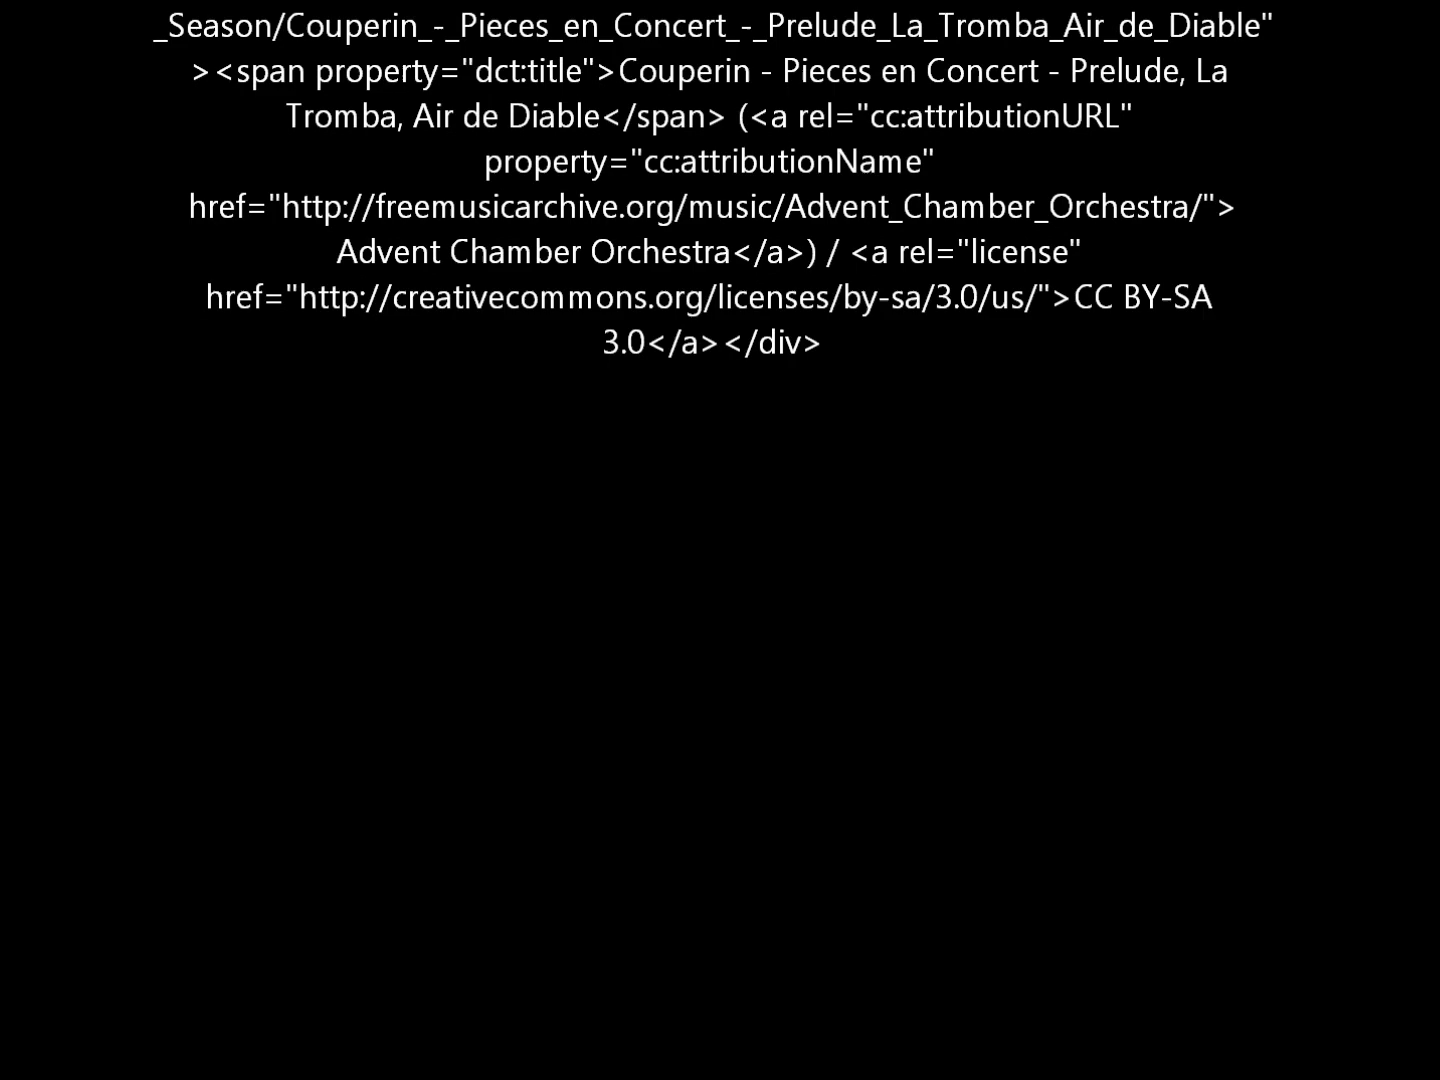 _Season/Couperin_-_Pieces_en_Concert_-_Prelude_La_Tromba_Air_de_Diable"
><span property="dct:title">Couperin - Pieces en Concert - Prelude, La
Tromba, Air de Diable</span> (<a rel="cc:attributionURL"
property="cc:attributionName"
href="http://freemusicarchive.org/music/Advent_Chamber_Orchestra/">
Advent Chamber Orchestra</a>) / <a rel="license"
href="http://creativecommons.org/licenses/by-sa/3.0/us/">CC BY-SA
3.0</a></div>